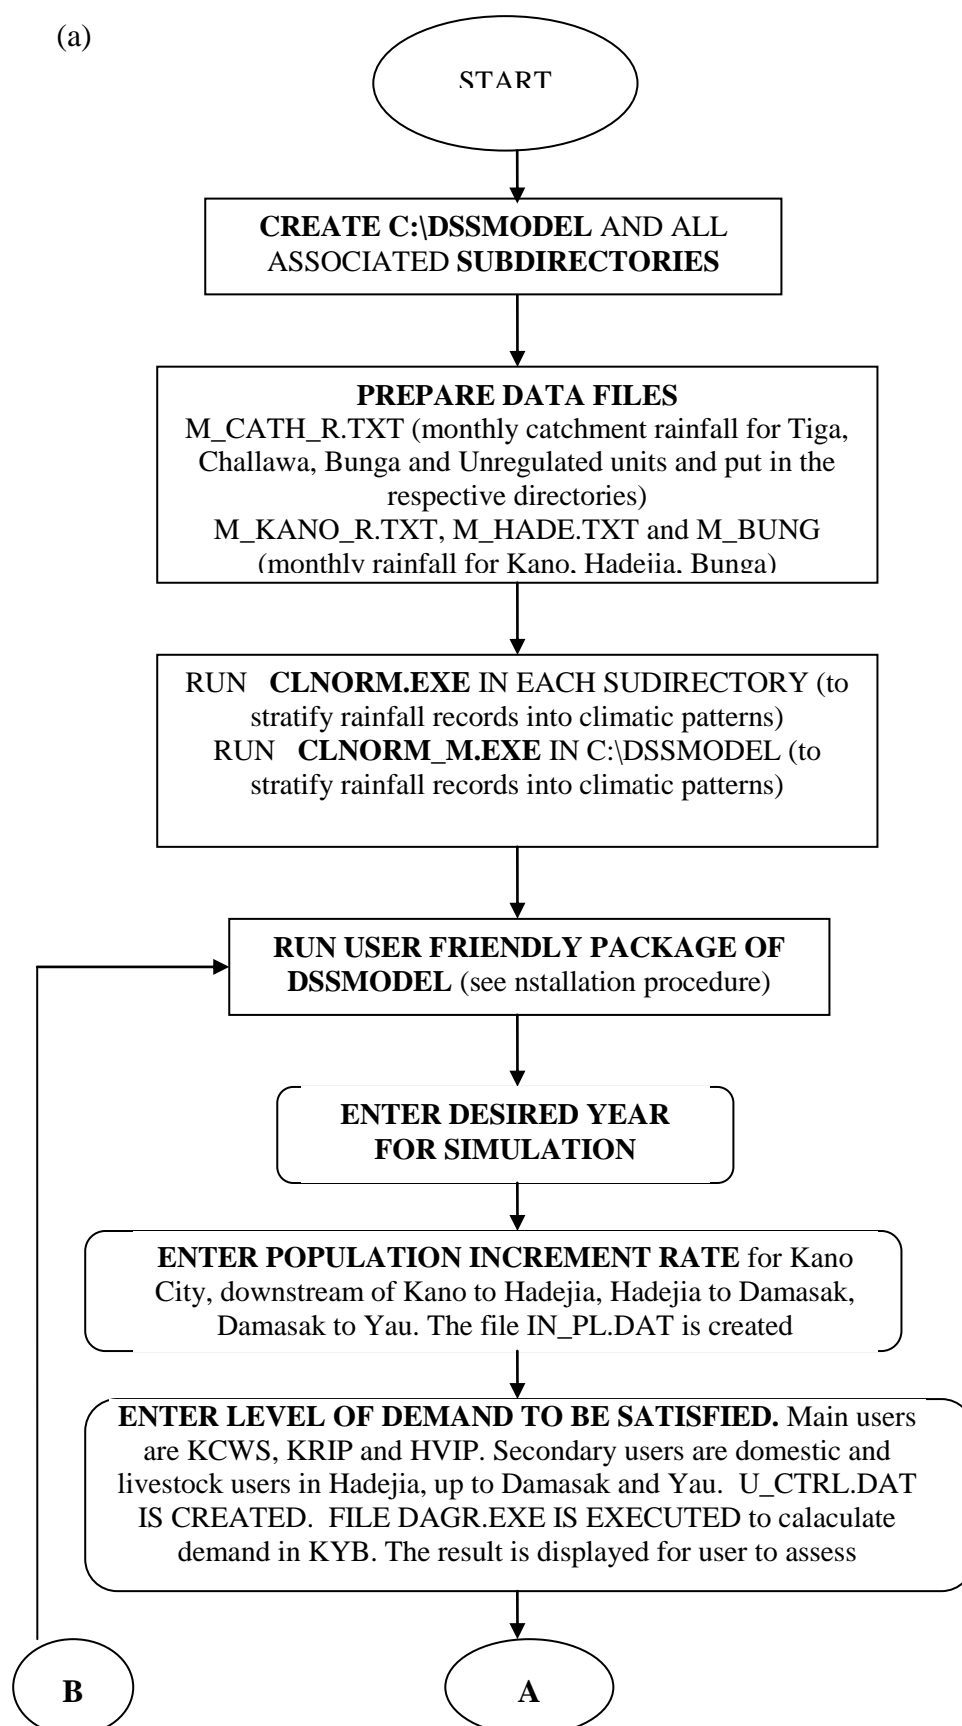 (a)
START
CREATE C:\DSSMODEL AND ALL
ASSOCIATED SUBDIRECTORIES
PREPARE DATA FILES
M_CATH_R.TXT (monthly catchment rainfall for Tiga,
Challawa, Bunga and Unregulated units and put in the
respective directories)
M_KANO_R.TXT, M_HADE.TXT and M_BUNG
(monthly rainfall for Kano, Hadejia, Bunga)
RUN CLNORM.EXE IN EACH SUDIRECTORY (to
stratify rainfall records into climatic patterns)
RUN CLNORM_M.EXE IN C:\DSSMODEL (to
stratify rainfall records into climatic patterns)
RUN USER FRIENDLY PACKAGE OF
DSSMODEL (see nstallation procedure)
ENTER DESIRED YEAR
FOR SIMULATION
ENTER POPULATION INCREMENT RATE for Kano
City, downstream of Kano to Hadejia, Hadejia to Damasak,
Damasak to Yau. The file IN_PL.DAT is created
ENTER LEVEL OF DEMAND TO BE SATISFIED. Main users
are KCWS, KRIP and HVIP. Secondary users are domestic and
livestock users in Hadejia, up to Damasak and Yau. U_CTRL.DAT
IS CREATED. FILE DAGR.EXE IS EXECUTED to calaculate
demand in KYB. The result is displayed for user to assess
B
A